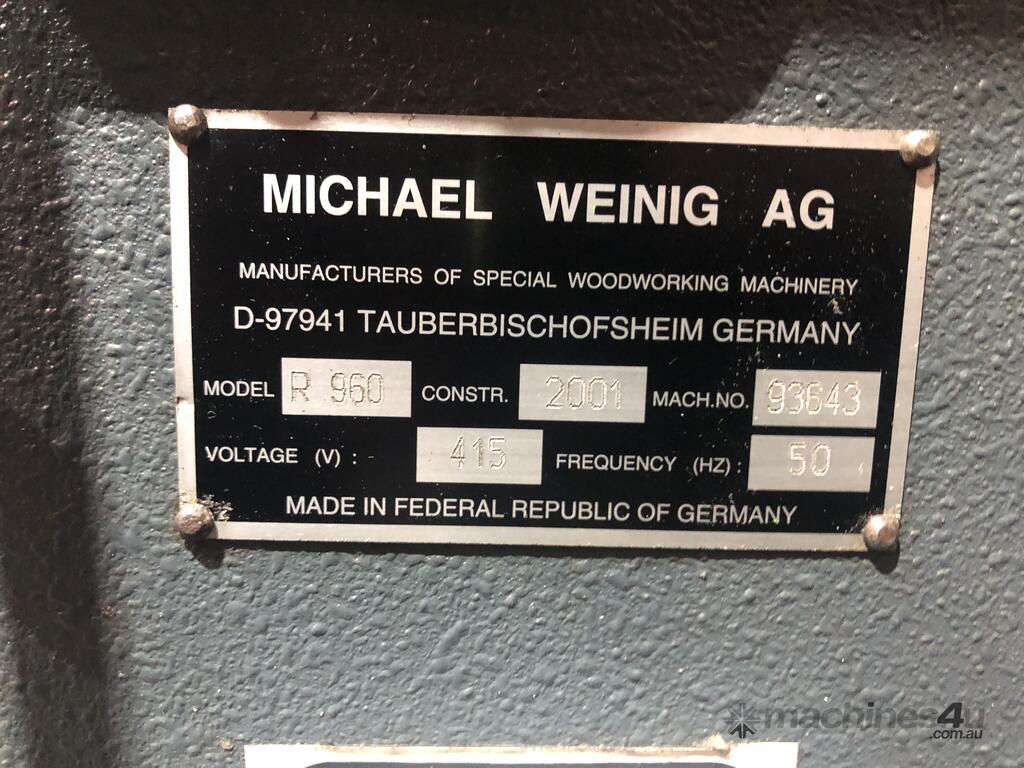 MICHAEL WEINIG AG
MANUFACTURERS OF SPECIAL WOODWORKING MACHINERY
D-97941 TAUBERBISCHOFSHEIM GERMANY
MODEL R 960 CONSTR. 2001 MACH.NO. 93643
VOLTAGE (V) : 415 FREQUENCY (HZ) : 50
MADE IN FEDERAL REPUBLIC OF GERMANY
machines4u
.com.au